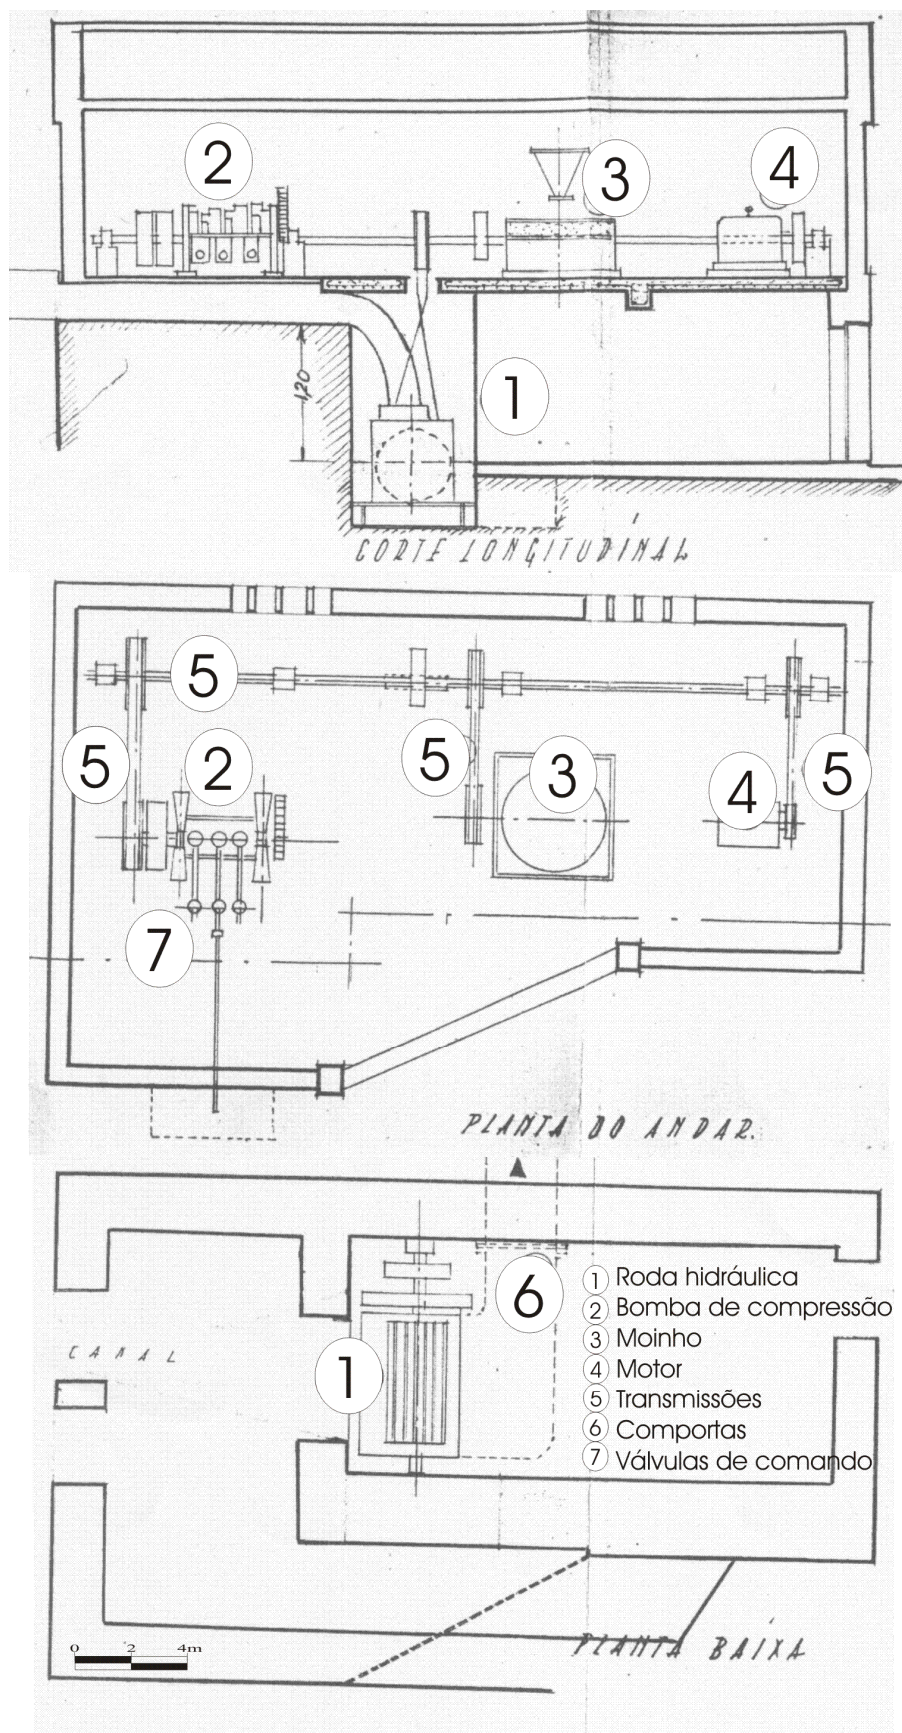 2
3
4
1,20
1
CORTE LONGITUDINAL
5
5
2
5
3
4
5
7
PLANTA DO ANDAR.
6
1
CANAL
1 Roda hidráulica
2 Bomba de compressão
3 Moinho
4 Motor
5 Transmissões
6 Comportas
7 Válvulas de comando
0 2 4m
PLANTA BAIXA